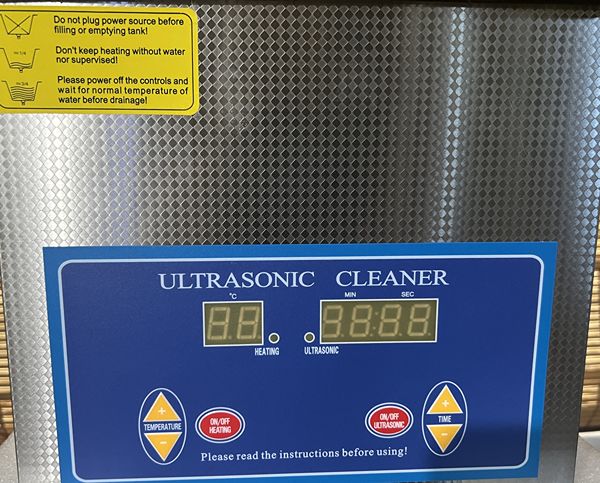 Do not plug power source before
filling or emptying tank!
Don't keep heating without water
nor supervised!
Please power off the controls and
wait for normal temperature of
water before drainage!
ULTRASONIC CLEANER
°C MIN SEC
HEATING ULTRASONIC
+ +
TEMPERATURE ON/OFF HEATING ON/OFF ULTRASONIC TIME
- -
Please read the instructions before using!